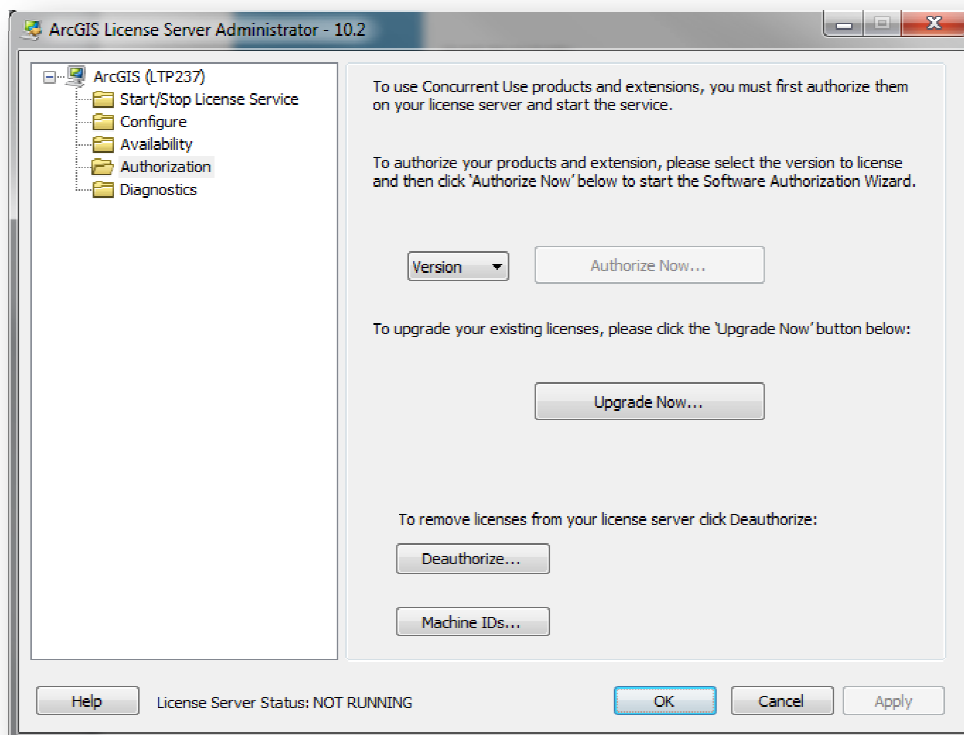 ArcGIS License Server Administrator - 10.2
ArcGIS (LTP237)
Start/Stop License Service
Configure
Availability
Authorization
Diagnostics
To use Concurrent Use products and extensions, you must first authorize them
on your license server and start the service.
To authorize your products and extension, please select the version to license
and then click 'Authorize Now' below to start the Software Authorization Wizard.
Version
Authorize Now...
To upgrade your existing licenses, please click the 'Upgrade Now' button below:
Upgrade Now...
To remove licenses from your license server click Deauthorize:
Deauthorize...
Machine IDs...
Help
License Server Status: NOT RUNNING
OK
Cancel
Apply